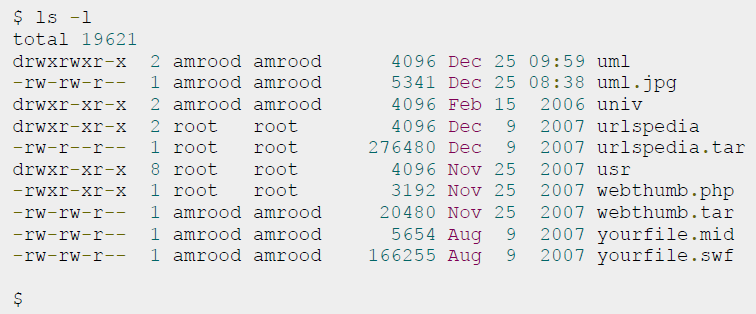 $ ls -l
total 19621
drwxrwxr-x  2 amrood amrood      4096 Dec 25 09:59 uml
-rw-rw-r--  1 amrood amrood      5341 Dec 25 08:38 uml.jpg
drwxr-xr-x  2 amrood amrood      4096 Feb 15  2006 univ
drwxr-xr-x  2 root   root        4096 Dec  9  2007 urlspedia
-rw-r--r--  1 root   root      276480 Dec  9  2007 urlspedia.tar
drwxr-xr-x  8 root   root        4096 Nov 25  2007 usr
-rwxr-xr-x  1 root   root        3192 Nov 25  2007 webthumb.php
-rw-rw-r--  1 amrood amrood     20480 Nov 25  2007 webthumb.tar
-rw-rw-r--  1 amrood amrood      5654 Aug  9  2007 yourfile.mid
-rw-rw-r--  1 amrood amrood    166255 Aug  9  2007 yourfile.swf
$